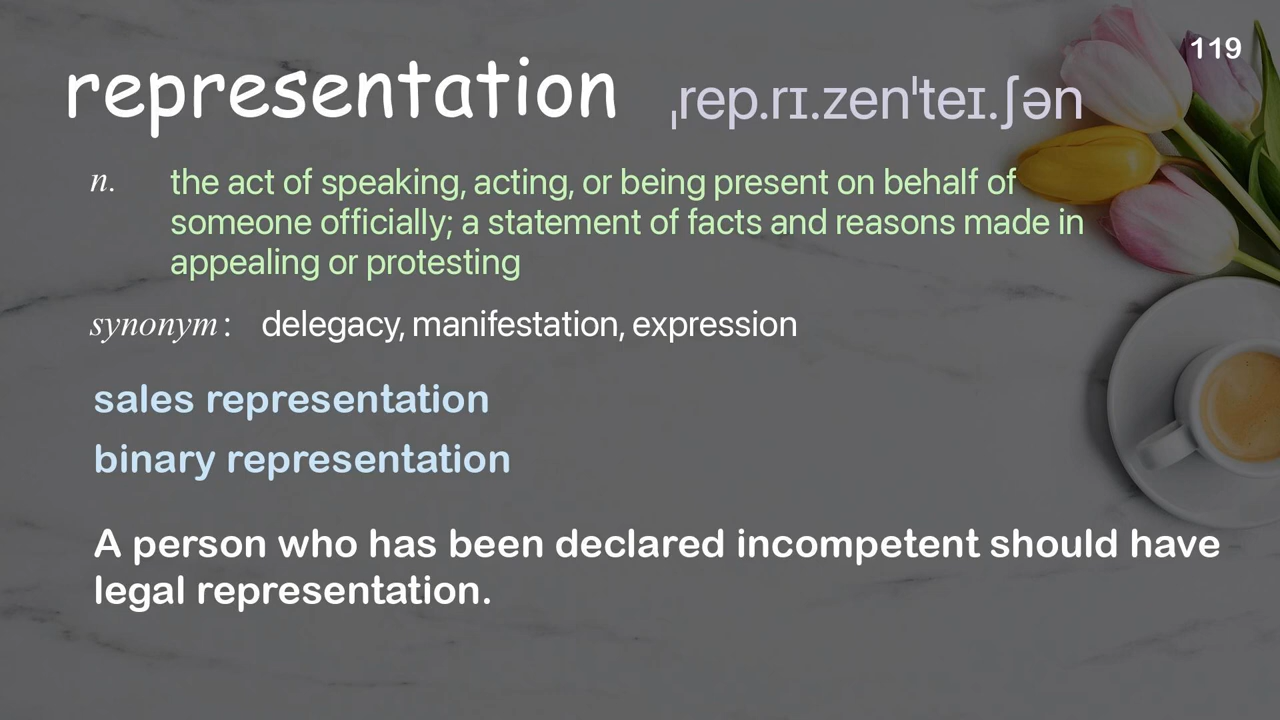 119
representation ˌrep.rɪ.zenˈteɪ.ʃən
n. the act of speaking, acting, or being present on behalf of
someone officially; a statement of facts and reasons made in
appealing or protesting
synonym: delegacy, manifestation, expression
sales representation
binary representation
A person who has been declared incompetent should have
legal representation.